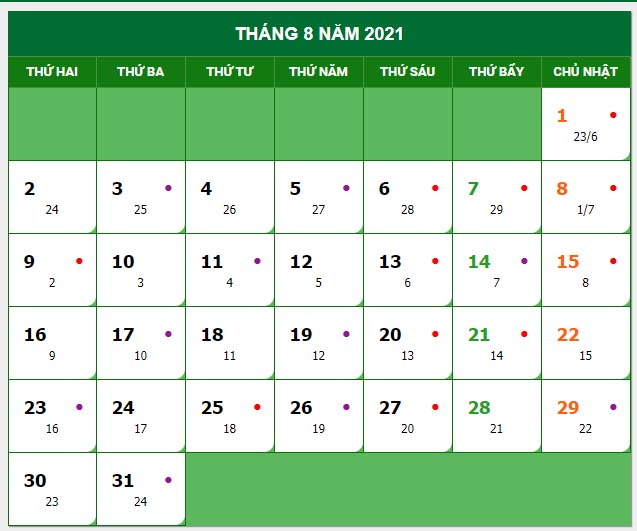 THÁNG 8 NĂM 2021
THỨ HAI THỨ BA THỨ TƯ THỨ NĂM THỨ SÁU THỨ BẨY CHỦ NHẬT
1
23/6
2 3 4 5 6 7 8
24 25 26 27 28 29 1/7
9 10 11 12 13 14 15
2 3 4 5 6 7 8
16 17 18 19 20 21 22
9 10 11 12 13 14 15
23 24 25 26 27 28 29
16 17 18 19 20 21 22
30 31
23 24